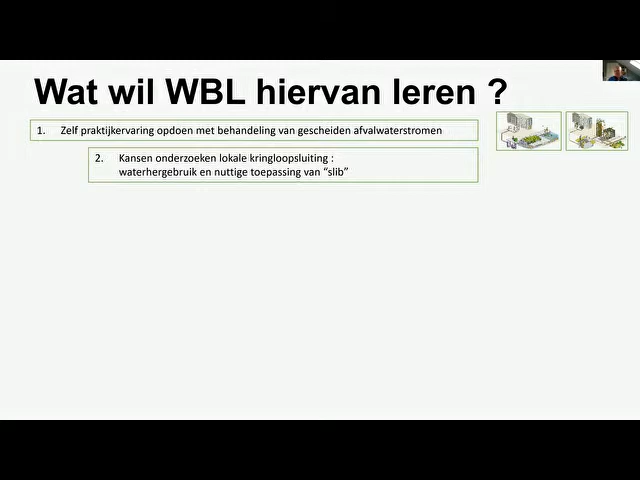 Wat wil WBL hiervan leren ?
1. Zelf praktijkervaring opdoen met behandeling van gescheiden afvalwaterstromen
2. Kansen onderzoeken lokale kringloopsluiting :
waterhergebruik en nuttige toepassing van “slib”